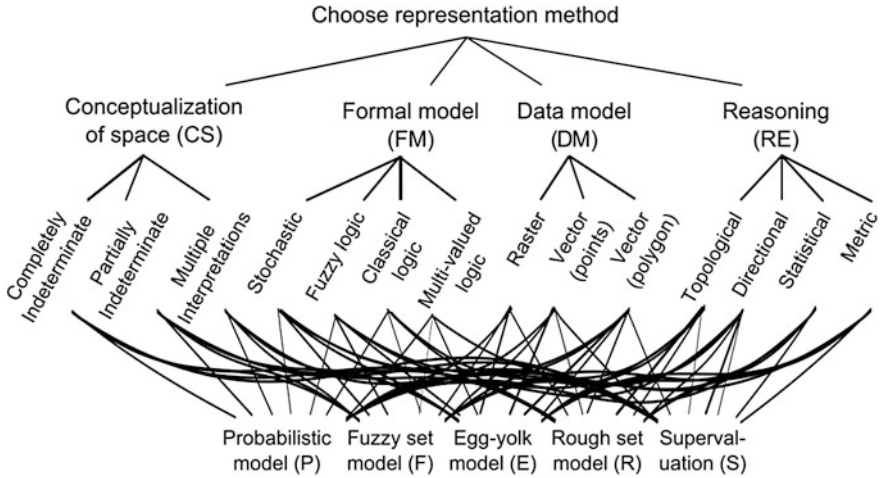 Choose representation method
Conceptualization
of space (CS)
Formal model
(FM)
Data model
(DM)
Reasoning
(RE)
Completely
Indeterminate
Partially
Indeterminate
Multiple
Interpretations
Stochastic
Fuzzy logic
Classical
logic
Multi-valued
logic
Raster
Vector
(points)
Vector
(polygon)
Topological
Directional
Statistical
Metric
Probabilistic
model (P)
Fuzzy set
model (F)
Egg-yolk
model (E)
Rough set
model (R)
Superval-
uation (S)